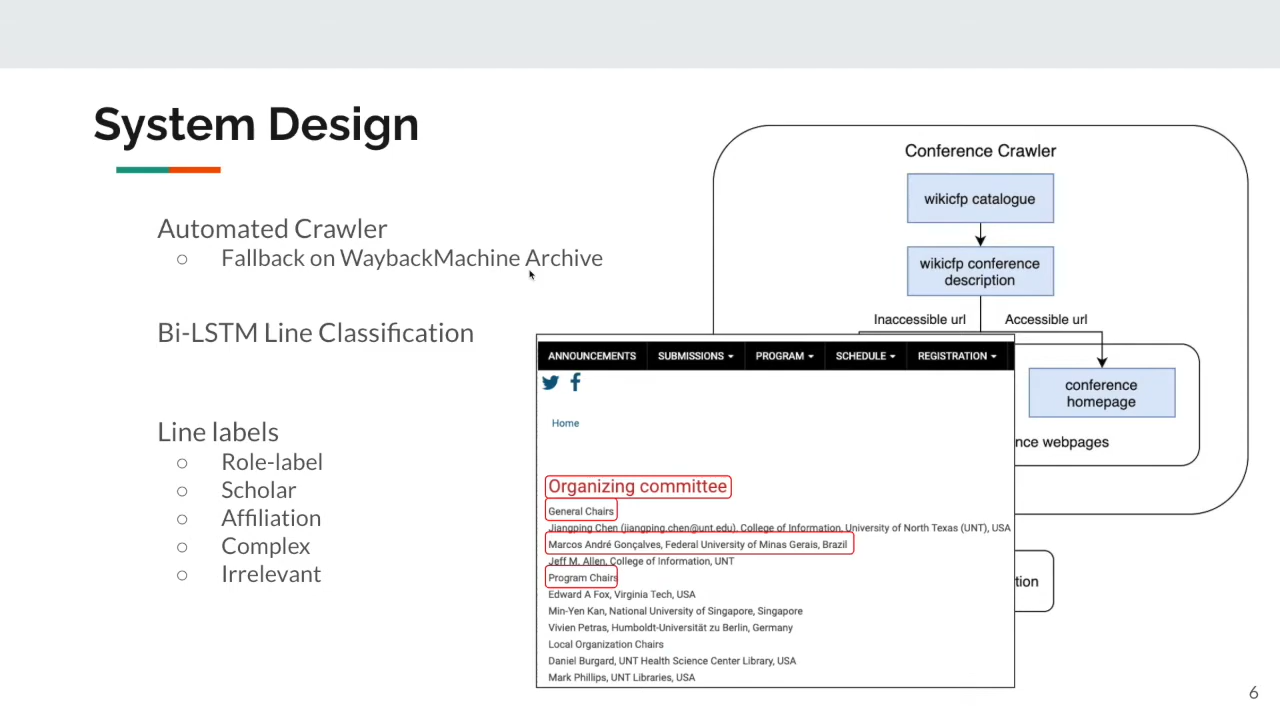 System Design
Automated Crawler
○ Fallback on WaybackMachine Archive
Bi-LSTM Line Classification
Line labels
○ Role-label
○ Scholar
○ Affiliation
○ Complex
○ Irrelevant
Conference Crawler
wikicfp catalogue
wikicfp conference
description
Inaccessible url
Accessible url
conference
homepage
nce webpages
tion
ANNOUNCEMENTS SUBMISSIONS PROGRAM SCHEDULE REGISTRATION
Home
Organizing committee
General Chairs
Jiangping Chen (jiangping.chen@unt.edu), College of Information, University of North Texas (UNT), USA
Marcos André Gonçalves, Federal University of Minas Gerais, Brazil
Jeff M. Allen, College of Information, UNT
Program Chairs
Edward A Fox, Virginia Tech, USA
Min-Yen Kan, National University of Singapore, Singapore
Vivien Petras, Humboldt-Universität zu Berlin, Germany
Local Organization Chairs
Daniel Burgard, UNT Health Science Center Library, USA
Mark Phillips, UNT Libraries, USA
6